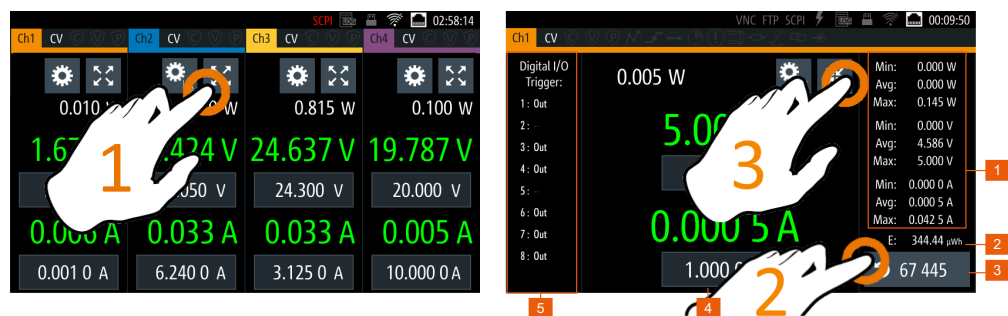 SCPI LOG 02:58:14
Ch1 CV C V P Ch2 CV C V P Ch3 CV C V P Ch4 CV C V P
0.010 W 0.815 W 0.100 W
24.637 V 19.787 V
24.300 V 20.000 V
A 0.033 A 0.033 A 0.005 A
0.001 0 A 6.240 0 A 3.125 0 A 10.000 0 A
1
VNC FTP SCPI 00:09:50
Ch1 CV C V P
Digital I/O
Trigger:
1: Out
2: --
3: Out
4: Out
5: --
6: Out
7: Out
8: Out
0.005 W
A
3
2
Min: 0.000 W
Avg: 0.000 W
Max: 0.145 W
Min: 0.000 V
Avg: 4.586 V
Max: 5.000 V
Min: 0.000 0 A
Avg: 0.000 5 A
Max: 0.042 5 A
E: 344.44 µWh
67 445
1
2
3
4
5